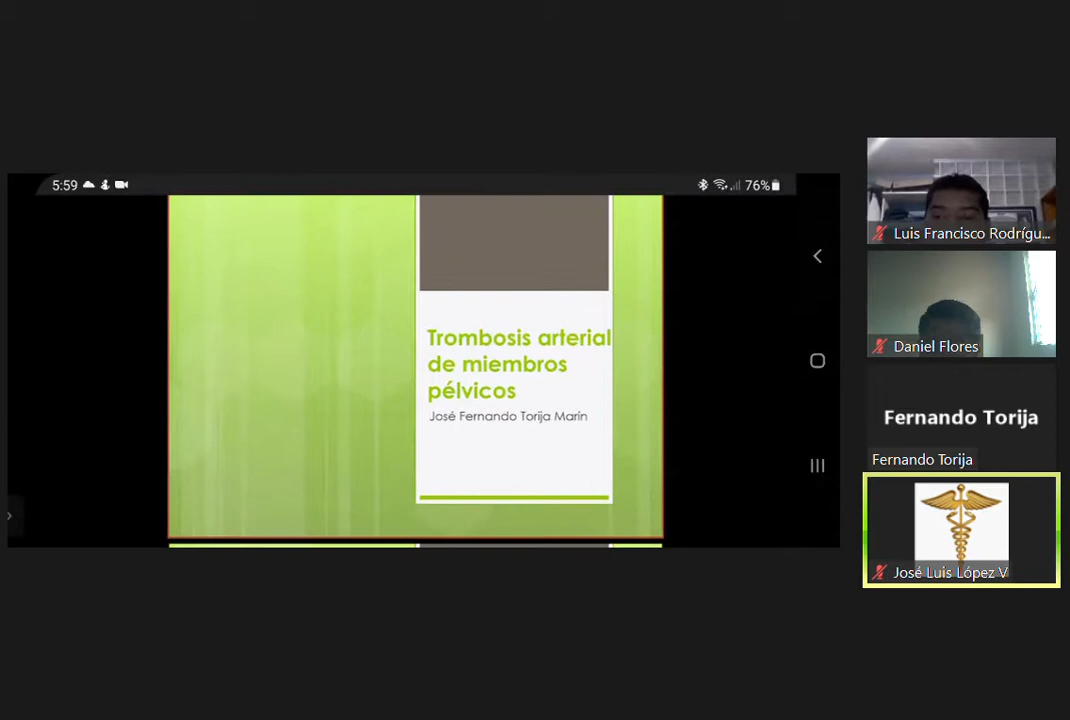 5:59
76%
Trombosis arterial
de miembros
pélvicos
José Fernando Torija Marín
Luis Francisco Rodrígu...
Daniel Flores
Fernando Torija
Fernando Torija
José Luis López V